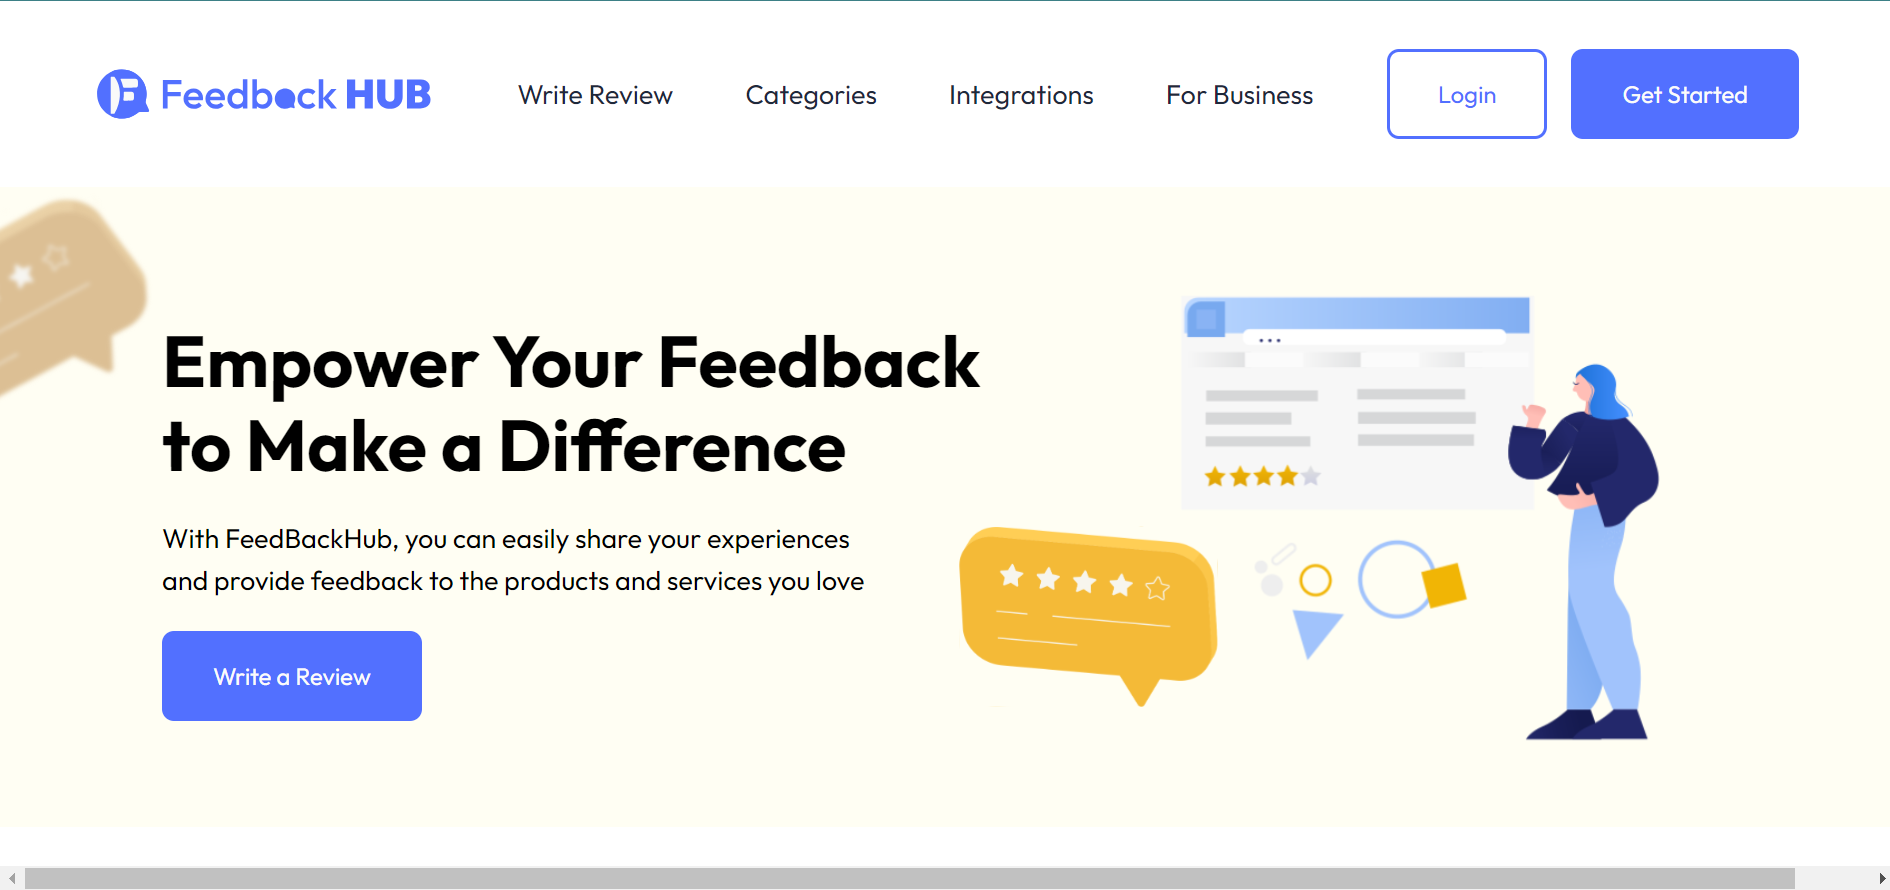 Feedback HUB
Write Review
Categories
Integrations
For Business
Login
Get Started
Empower Your Feedback
to Make a Difference
With FeedBackHub, you can easily share your experiences
and provide feedback to the products and services you love
Write a Review